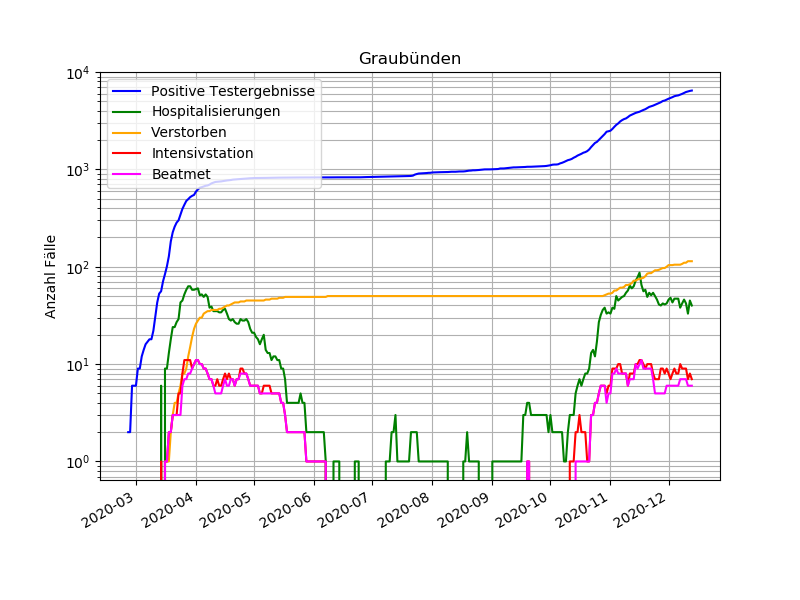 Graubünden
Anzahl Fälle
10^4
10^3
10^2
10^1
10^0
Positive Testergebnisse
Hospitalisierungen
Verstorben
Intensivstation
Beatmet
2020-03
2020-04
2020-05
2020-06
2020-07
2020-08
2020-09
2020-10
2020-11
2020-12